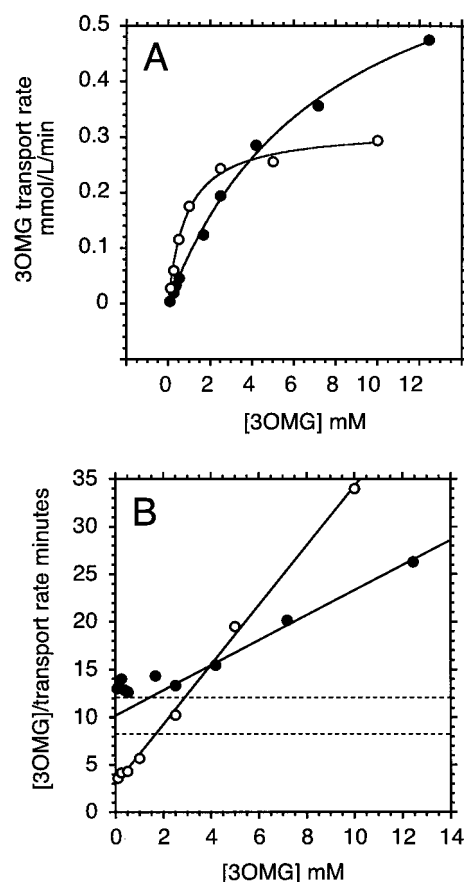 A
0.5
0.4
0.3
0.2
0.1
0
3OMG transport rate
mmol/L/min
0 2 4 6 8 10 12
[3OMG] mM
B
35
30
25
20
15
10
5
0
[3OMG]/transport rate minutes
0 2 4 6 8 10 12 14
[3OMG] mM